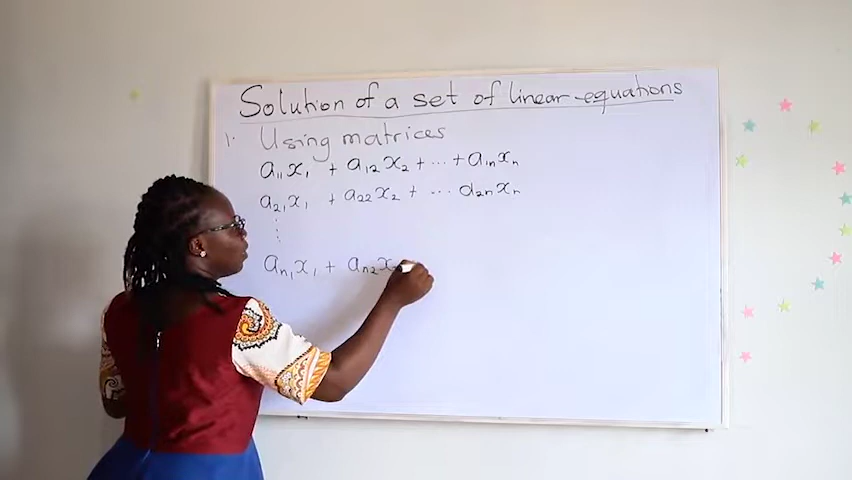 Solution of a set of linear equations
1. Using matrices
a₁₁x₁ + a₁₂x₂ + ... + a₁ₙxₙ
a₂₁x₁ + a₂₂x₂ + ... a₂ₙxₙ
⋮
aₙ₁x₁ + aₙ₂x